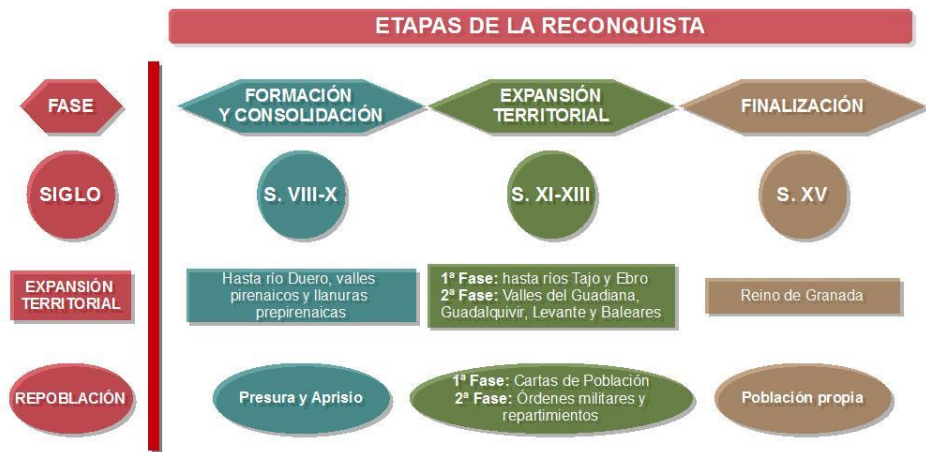 ETAPAS DE LA RECONQUISTA
FASE
FORMACIÓN
Y CONSOLIDACIÓN
EXPANSIÓN
TERRITORIAL
FINALIZACIÓN
SIGLO
S. VIII-X
S. XI-XIII
S. XV
EXPANSIÓN
TERRITORIAL
Hasta río Duero, valles
pirenaicos y llanuras
prepirenaicas
1ª Fase: hasta ríos Tajo y Ebro
2ª Fase: Valles del Guadiana,
Guadalquivir, Levante y Baleares
Reino de Granada
REPOBLACIÓN
Presura y Aprisio
1ª Fase: Cartas de Población
2ª Fase: Órdenes militares y
repartimientos
Población propia